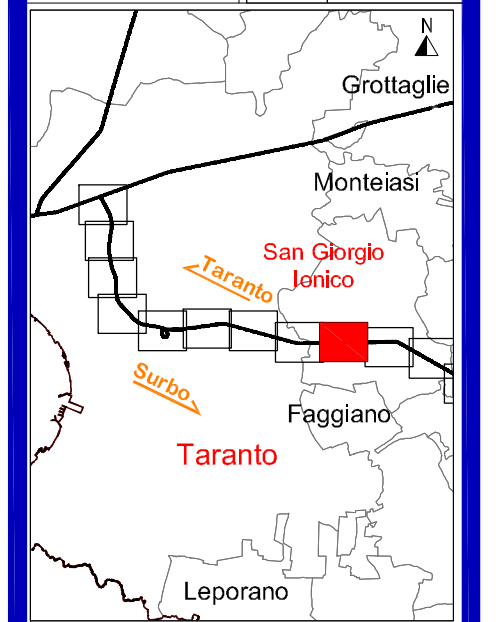 N
Grottaglie
Monteiasi
San Giorgio
Ionico
Taranto
Surbo
Faggiano
Taranto
Leporano